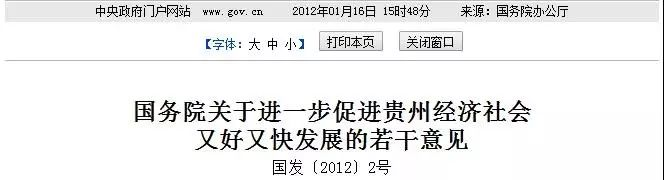 中央政府门户网站 www.gov.cn 2012年01月16日 15时48分 来源：国务院办公厅
【字体：大 中 小】 打印本页 关闭窗口
国务院关于进一步促进贵州经济社会
又好又快发展的若干意见
国发〔2012〕2号